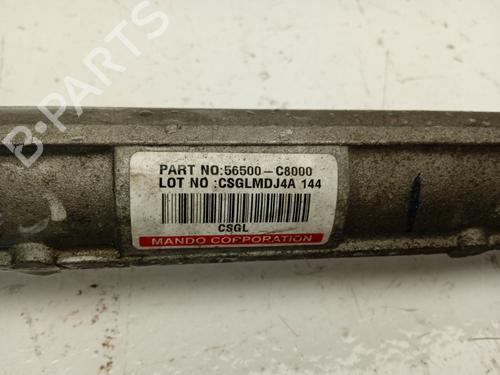 B-PARTS
PART NO:56500-C8000
LOT NO :CSGLMDJ4A 144
CSGL
MANDO CORPORATION